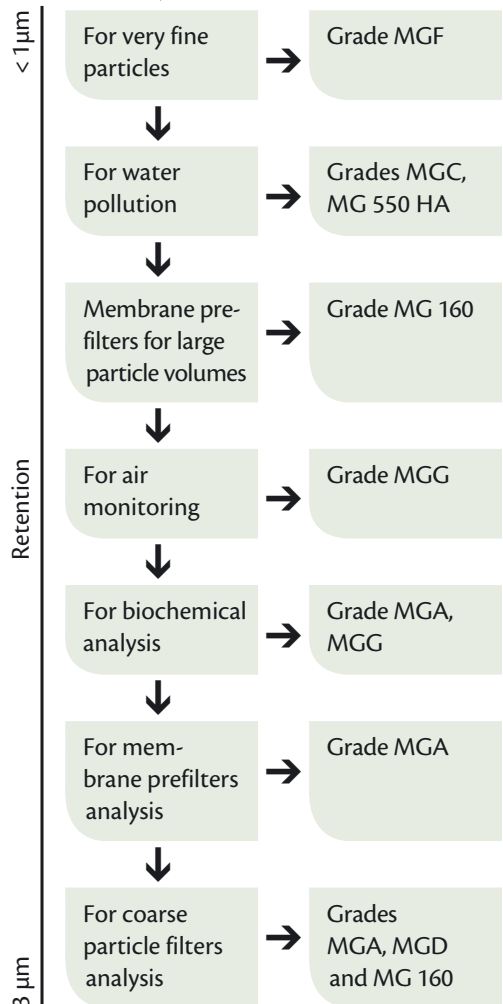 < 1µm
For very fine
particles
Grade MGF
For water
pollution
Grades MGC,
MG 550 HA
Membrane pre-
filters for large
particle volumes
Grade MG 160
Retention
For air
monitoring
Grade MGG
For biochemical
analysis
Grade MGA,
MGG
For mem-
brane prefilters
analysis
Grade MGA
For coarse
particle filters
analysis
Grades
MGA, MGD
and MG 160
3 µm